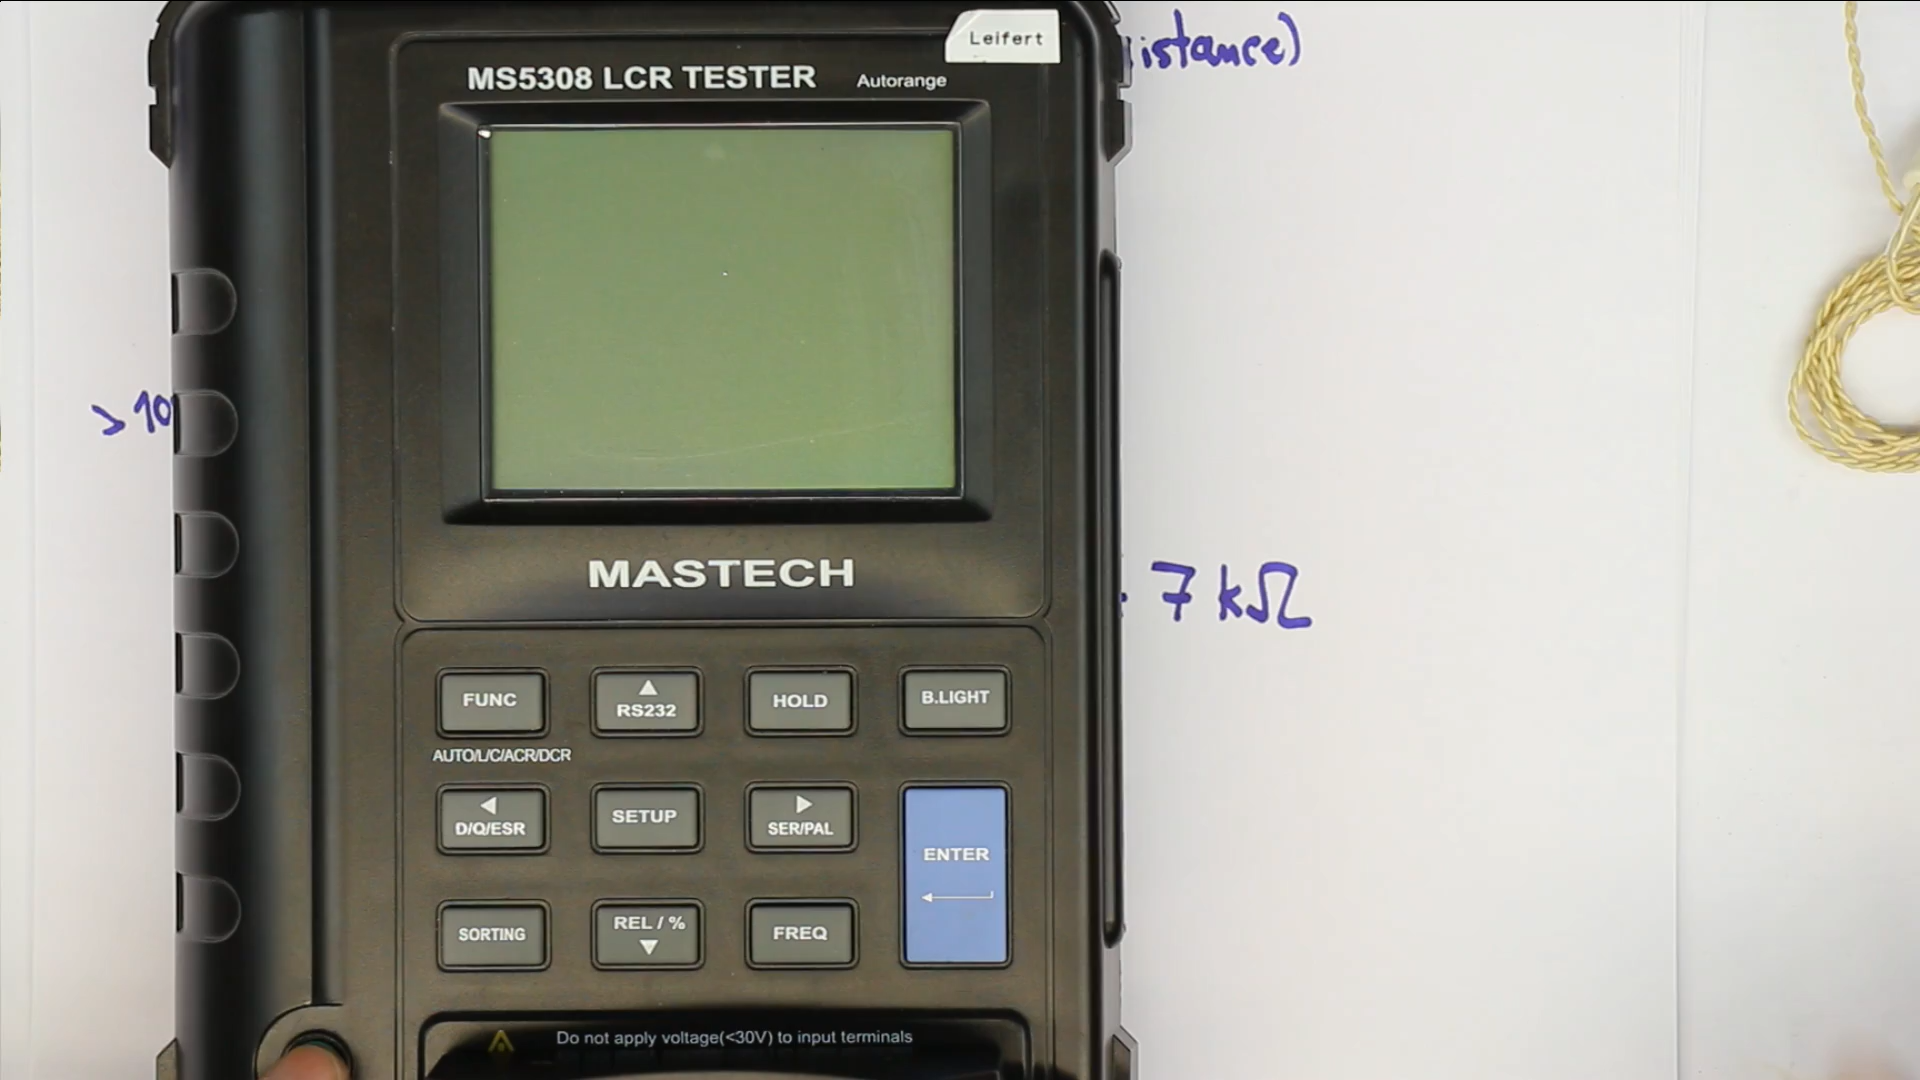 Leifert
istance)
MS5308 LCR TESTER Autorange
> 10
MASTECH
7 kΩ
FUNC
▲
RS232
HOLD
B.LIGHT
AUTO/L/C/ACR/DCR
◀
D/Q/ESR
SETUP
▶
SER/PAL
ENTER
SORTING
REL / %
▼
FREQ
Do not apply voltage(<30V) to input terminals